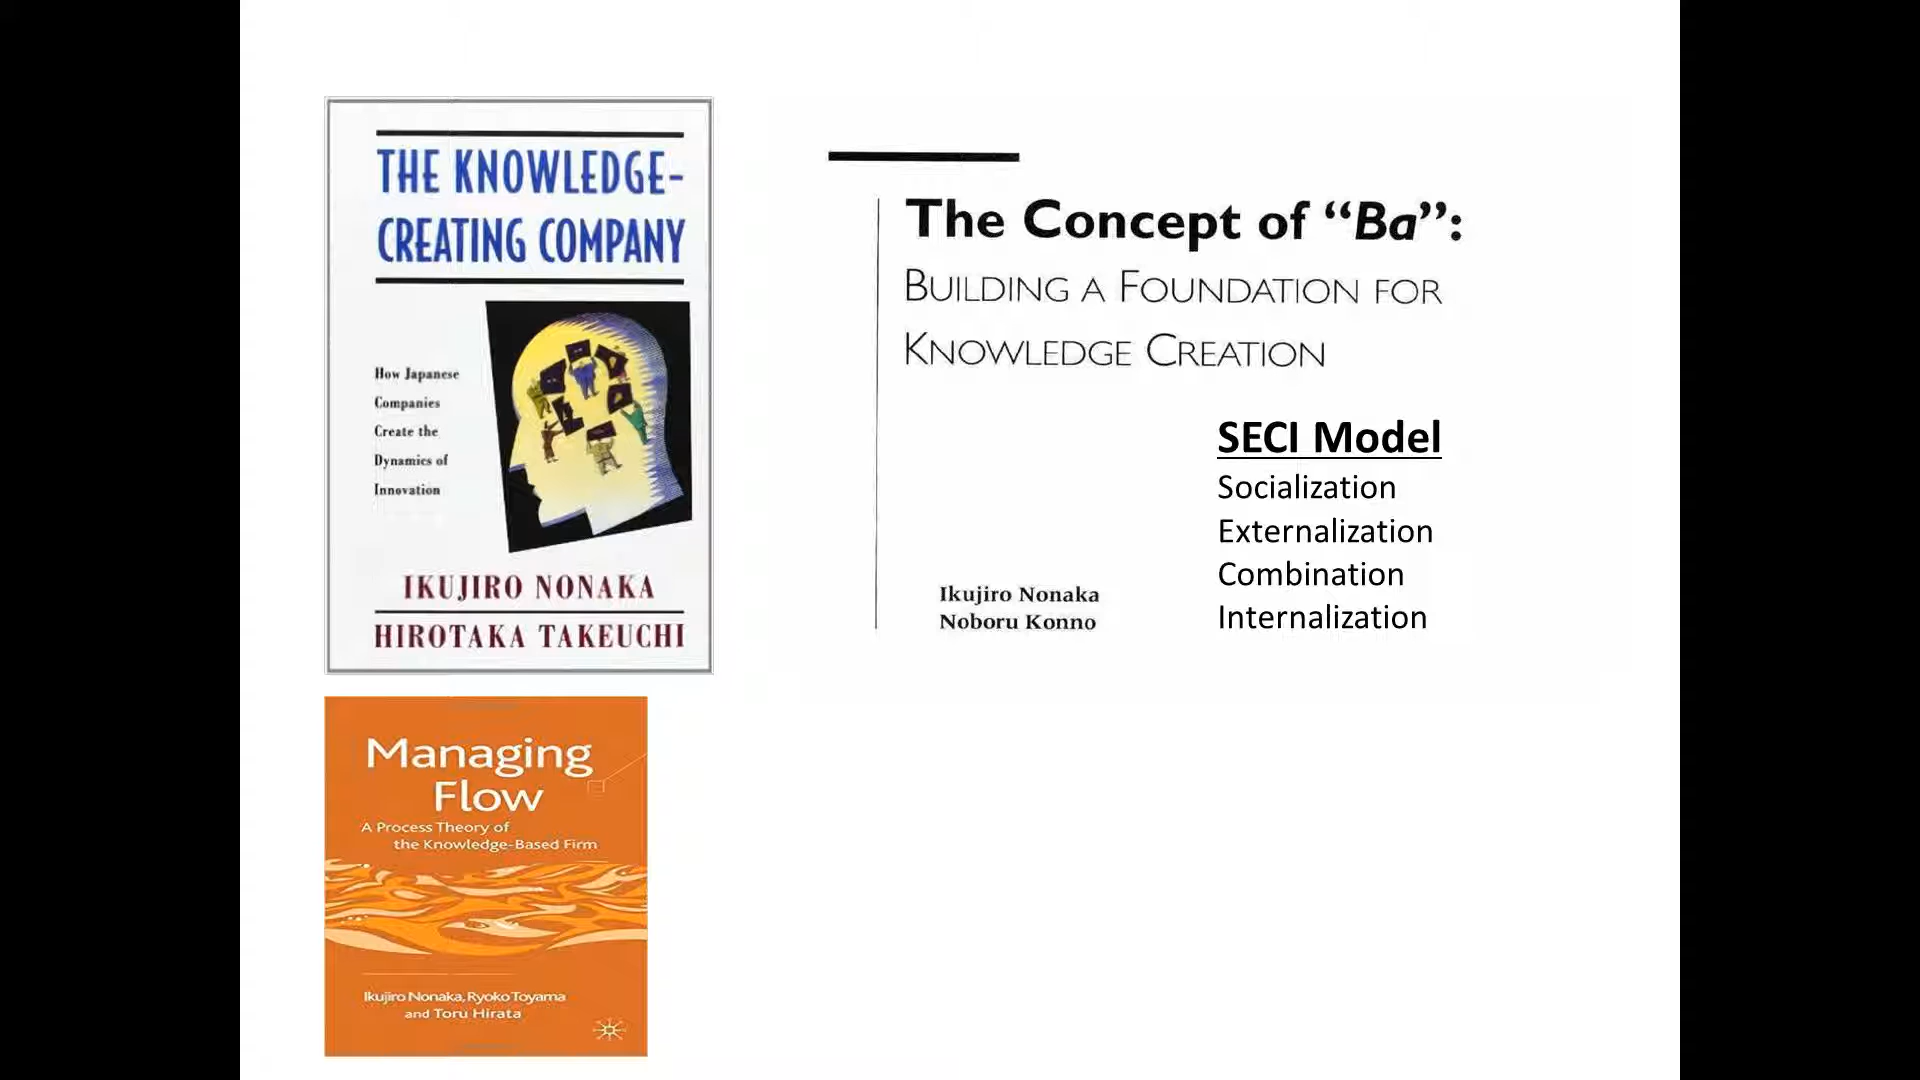 THE KNOWLEDGE-
CREATING COMPANY
How Japanese
Companies
Create the
Dynamics of
Innovation
IKUJIRO NONAKA
HIROTAKA TAKEUCHI
The Concept of “Ba”:
BUILDING A FOUNDATION FOR
KNOWLEDGE CREATION
Ikujiro Nonaka
Noboru Konno
SECI Model
Socialization
Externalization
Combination
Internalization
Managing
Flow
A Process Theory of
the Knowledge-Based Firm
Ikujiro Nonaka, Ryoko Toyama
and Toru Hirata